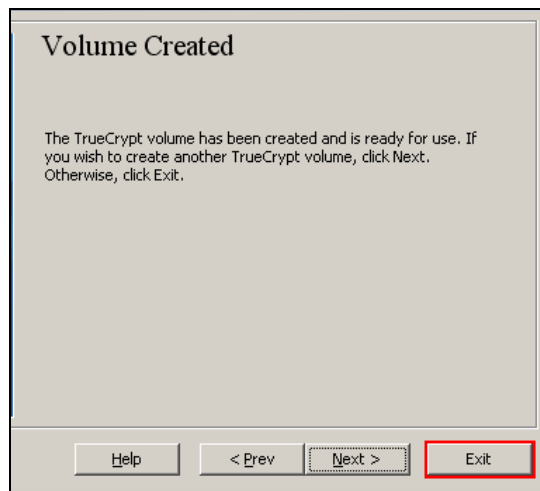 Volume Created
The TrueCrypt volume has been created and is ready for use. If
you wish to create another TrueCrypt volume, click Next.
Otherwise, click Exit.
Help
< Prev
Next >
Exit